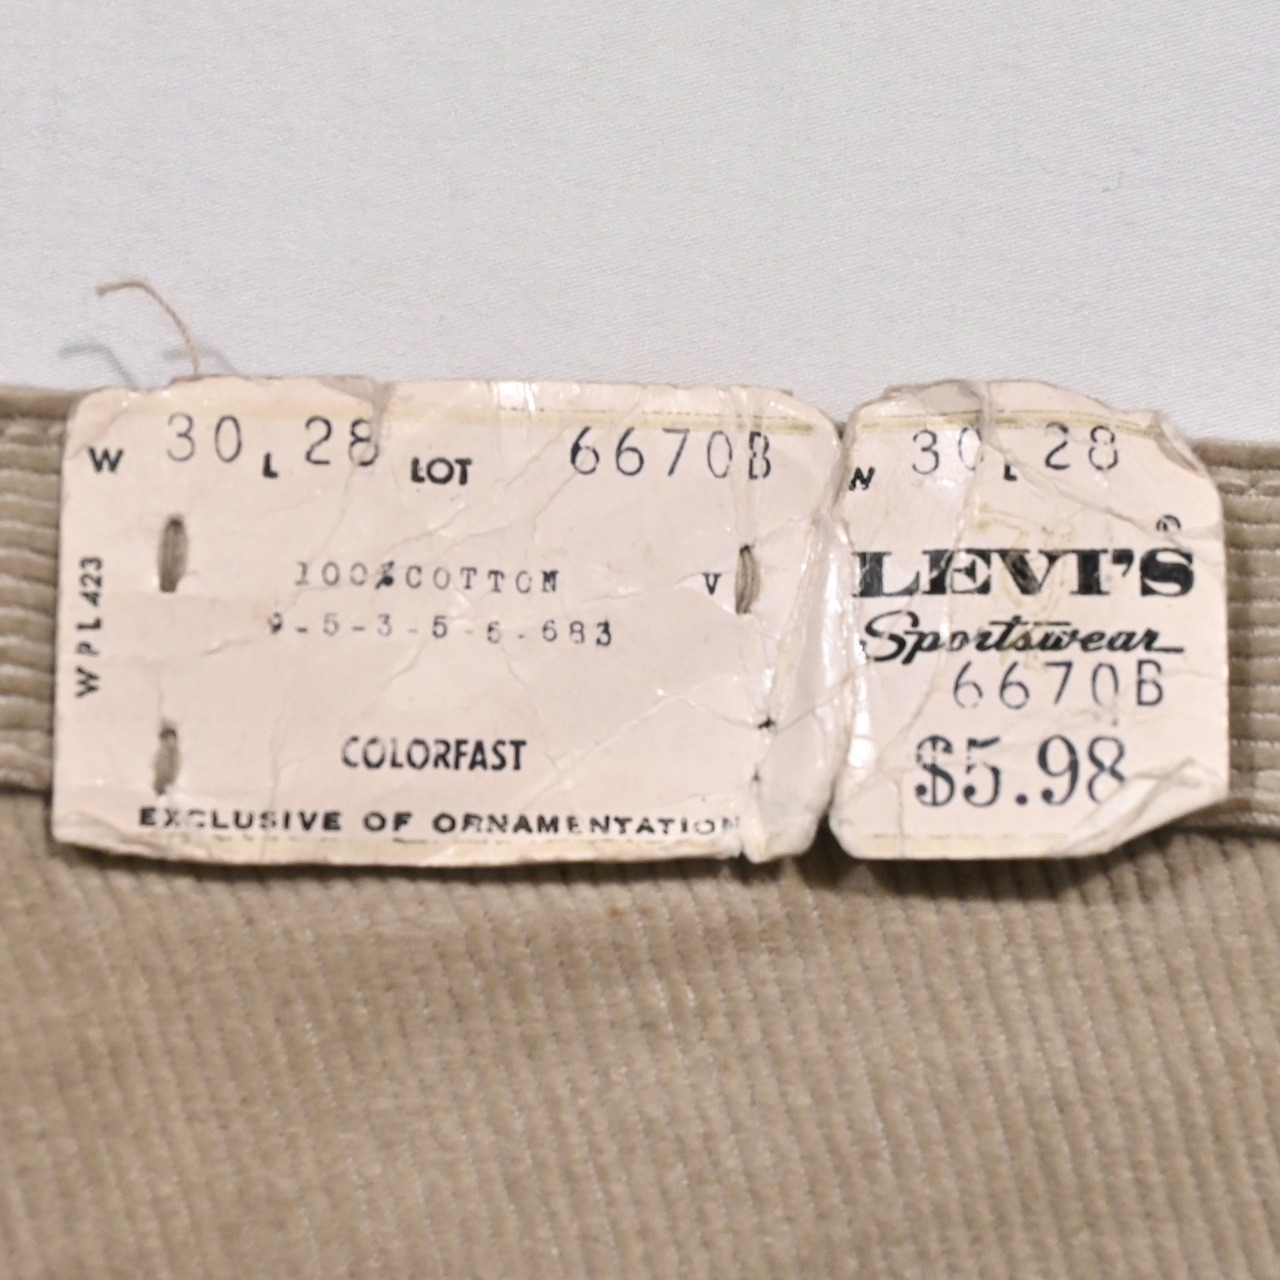 W 30 L 28 LOT 6670B
WPL 423
100% COTTON V
9-5-3-5-6-683
COLORFAST
EXCLUSIVE OF ORNAMENTATION
W 30 L 28
LEVI'S®
Sportswear
6670B
$5.98